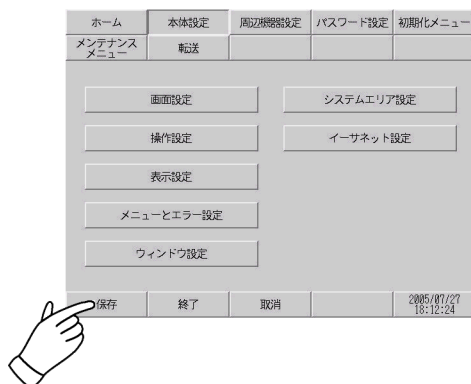 ホーム
本体設定
周辺機器設定
パスワード設定
初期化メニュー
メンテナンス
メニュー
転送
画面設定
システムエリア設定
操作設定
イーサネット設定
表示設定
メニューとエラー設定
ウィンドウ設定
保存
終了
取消
2005/07/27
18:12:24